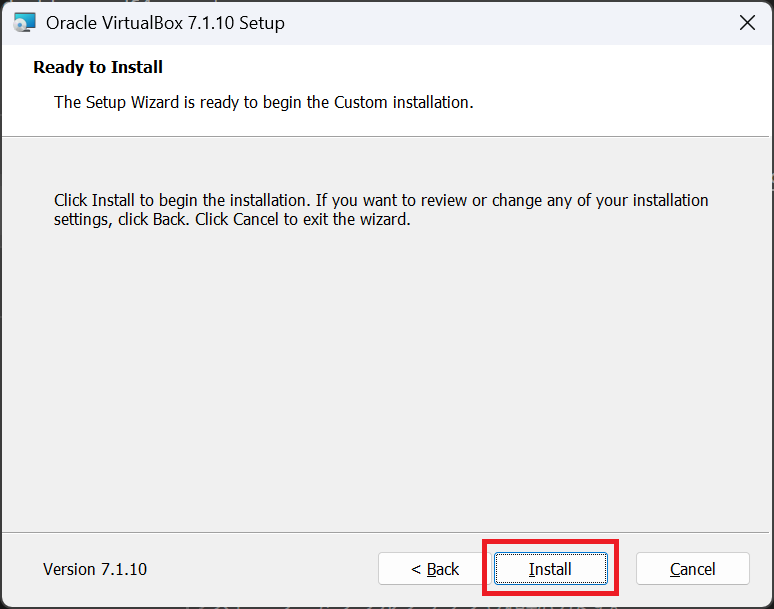 Oracle VirtualBox 7.1.10 Setup
Ready to Install
The Setup Wizard is ready to begin the Custom installation.
Click Install to begin the installation. If you want to review or change any of your installation
settings, click Back. Click Cancel to exit the wizard.
Version 7.1.10
< Back
Install
Cancel